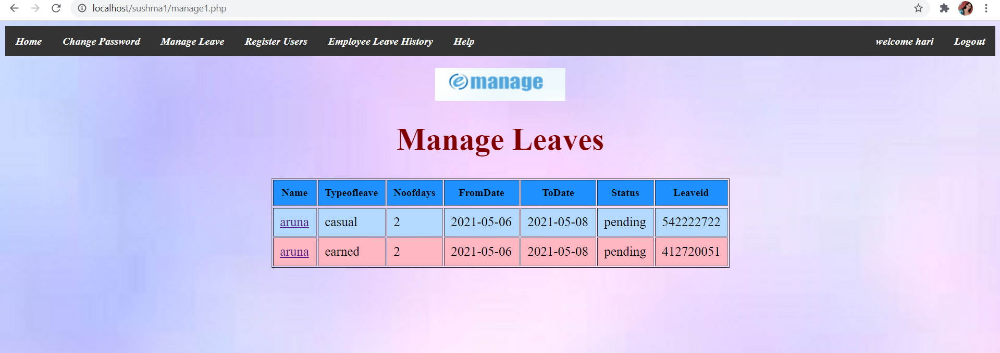 localhost/sushma1/manage1.php
Home Change Password Manage Leave Register Users Employee Leave History Help welcome hari Logout
e manage
Manage Leaves
Name Typeofleave Noofdays FromDate ToDate Status Leaveid
aruna casual 2 2021-05-06 2021-05-08 pending 542222722
aruna earned 2 2021-05-06 2021-05-08 pending 412720051